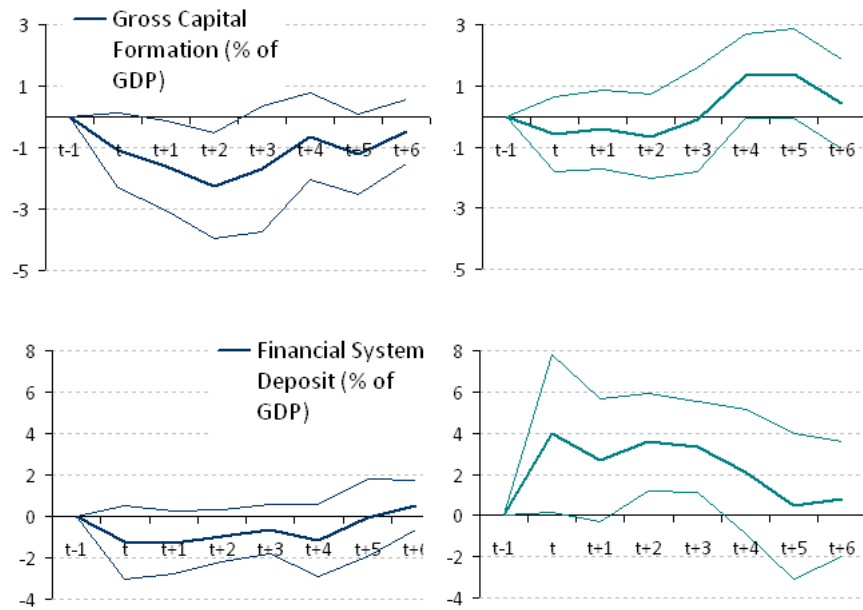 Gross Capital
Formation (% of
GDP)
3
1
-1
-3
-5
t-1 t t+1 t+2 t+3 t+4 t+5 t+6
3
1
-1
-3
-5
t-1 t t+1 t+2 t+3 t+4 t+5 t+6
Financial System
Deposit (% of
GDP)
8
6
4
2
0
-2
-4
t-1 t t+1 t+2 t+3 t+4 t+5 t+6
8
6
4
2
0
-2
-4
t-1 t t+1 t+2 t+3 t+4 t+5 t+6